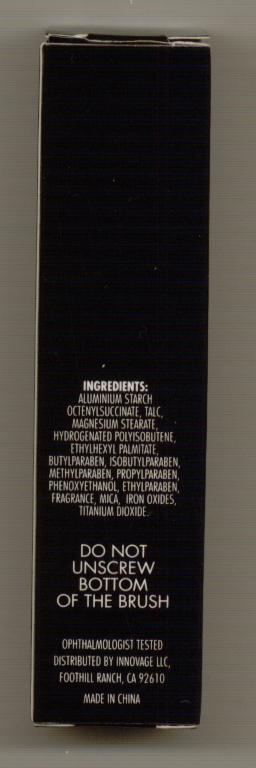 INGREDIENTS:
ALUMINIUM STARCH
OCTENYLSUCCINATE, TALC,
MAGNESIUM STEARATE,
HYDROGENATED POLYISOBUTENE,
ETHYLHEXYL PALMITATE,
BUTYLPARABEN, ISOBUTYLPARABEN,
METHYLPARABEN, PROPYLPARABEN,
PHENOXYETHANOL, ETHYLPARABEN,
FRAGRANCE, MICA, IRON OXIDES,
TITANIUM DIOXIDE.
DO NOT
UNSCREW
BOTTOM
OF THE BRUSH
OPHTHALMOLOGIST TESTED
DISTRIBUTED BY INNOVAGE LLC,
FOOTHILL RANCH, CA 92610
MADE IN CHINA